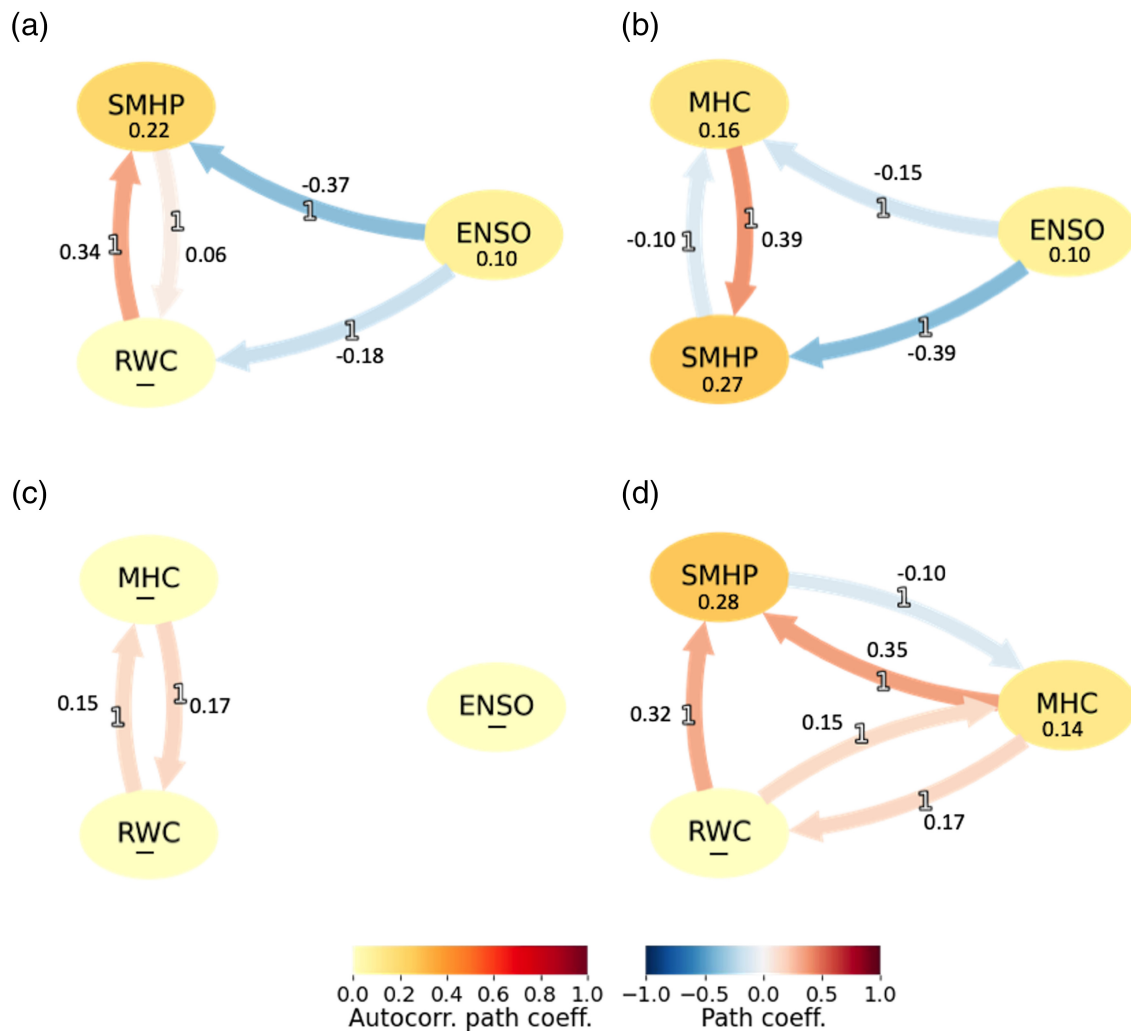 (a)
SMHP
0.22
-0.37
1
1
0.34
1
0.06
ENSO
0.10
RWC
–
1
-0.18
(b)
MHC
0.16
-0.15
1
-0.10
1
1
0.39
ENSO
0.10
SMHP
0.27
1
-0.39
(c)
MHC
–
0.15
1
1
0.17
ENSO
–
RWC
–
(d)
SMHP
0.28
-0.10
1
0.35
1
0.32
1
0.15
1
MHC
0.14
RWC
–
1
0.17
0.0 0.2 0.4 0.6 0.8 1.0
Autocorr. path coeff.
−1.0 −0.5 0.0 0.5 1.0
Path coeff.